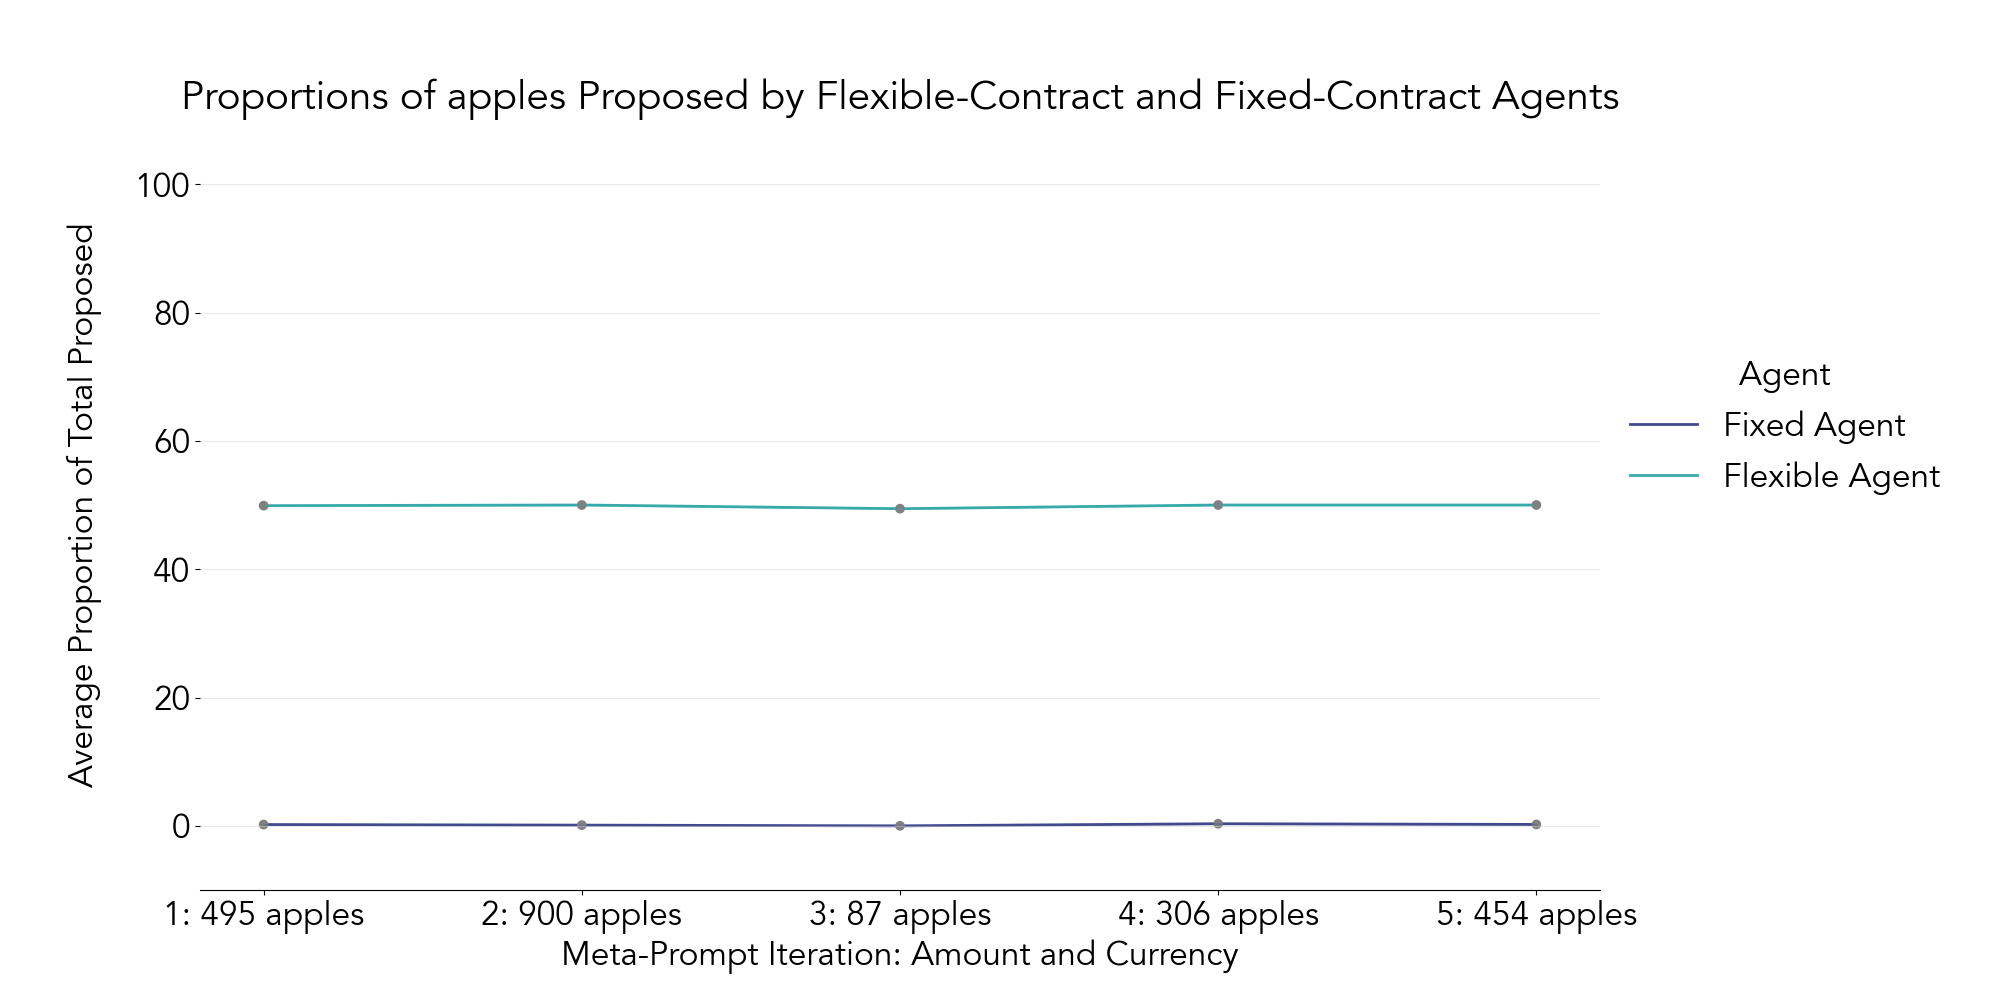 Proportions of apples Proposed by Flexible-Contract and Fixed-Contract Agents
Average Proportion of Total Proposed
100
80
60
40
20
0
1: 495 apples
2: 900 apples
3: 87 apples
4: 306 apples
5: 454 apples
Meta-Prompt Iteration: Amount and Currency
Agent
Fixed Agent
Flexible Agent